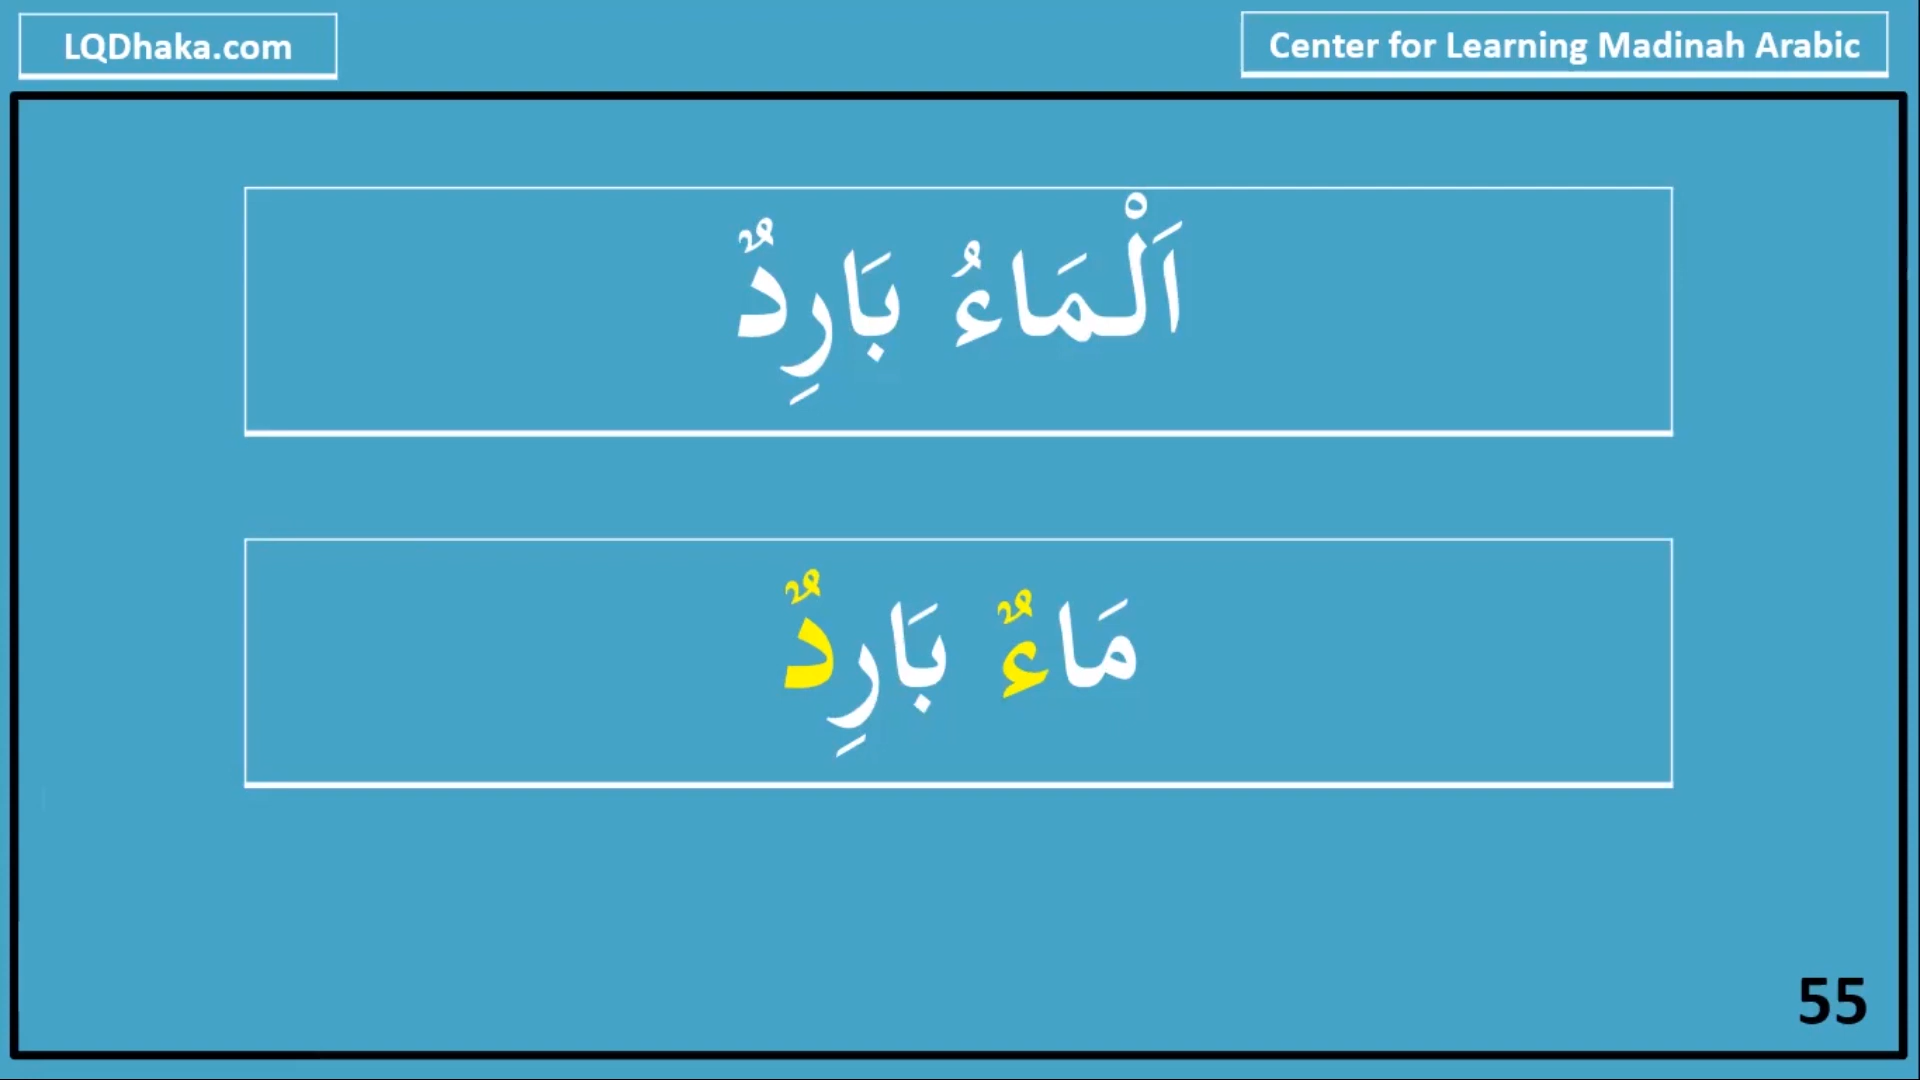 LQDhaka.com
Center for Learning Madinah Arabic
اَلْمَاءُ بَارِدٌ
مَاءٌ بَارِدٌ
55